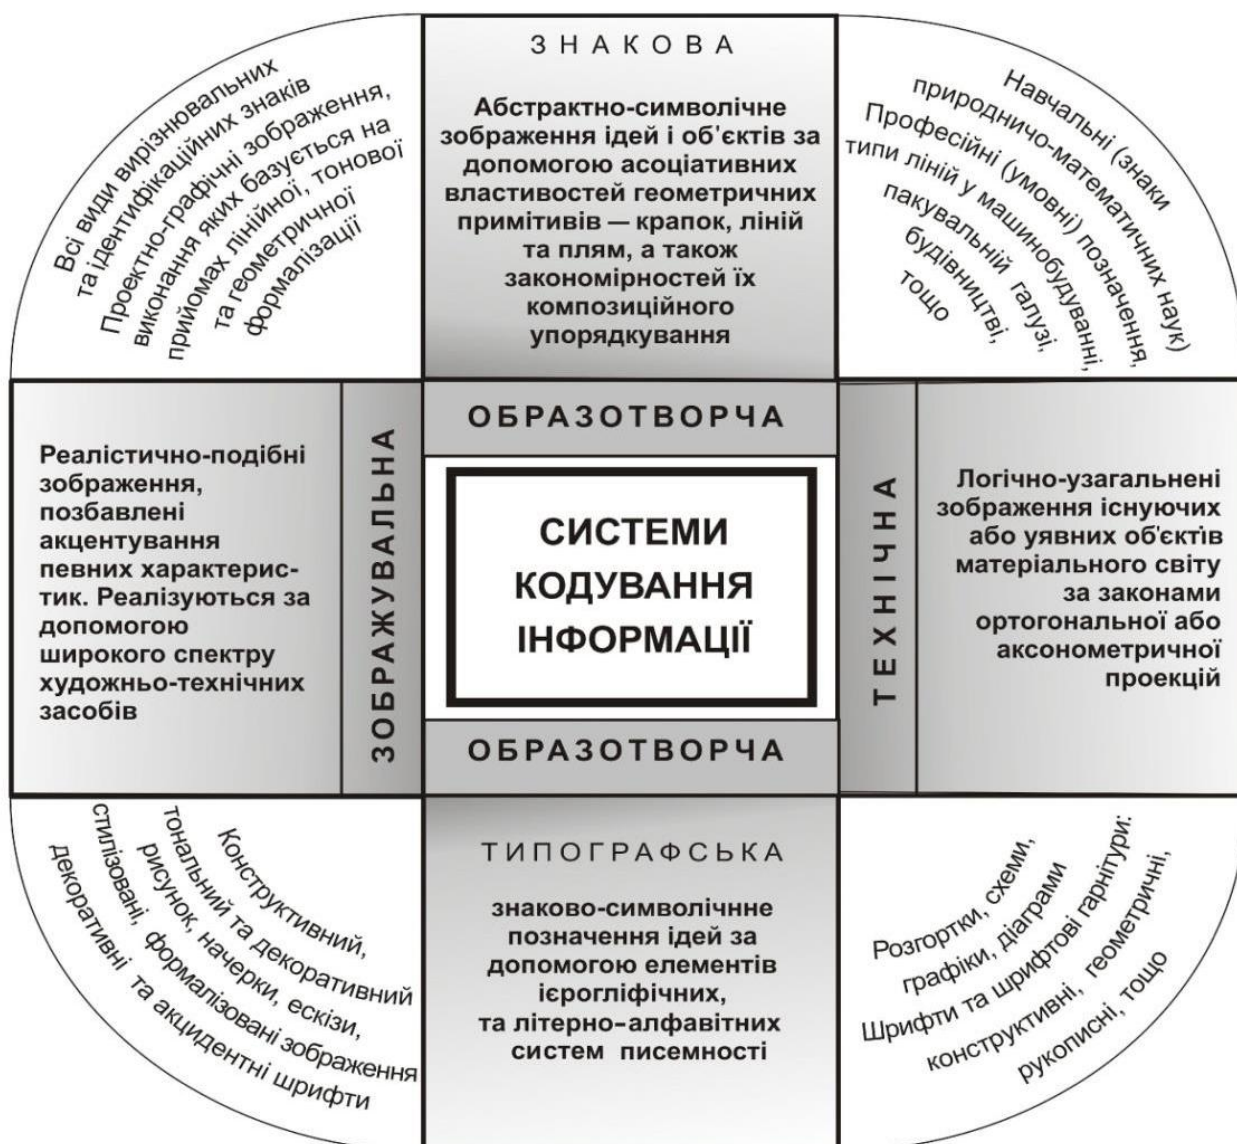 ЗНАКОВА
Абстрактно-символічне
зображення ідей і об'єктів за
допомогою асоціативних
властивостей геометричних
примітивів — крапок, ліній
та плям, а також
закономірностей їх
композиційного
упорядкування
Всі види вирізнювальних
та ідентифікаційних знаків
Проектно-графічні зображення,
виконання яких базується на
прийомах лінійної, тонової
та геометричної
формалізації
Навчальні (знаки
природничо-математичних наук)
Професійні (умовні) позначення,
типи ліній у машинобудуванні,
пакувальній галузі,
будівництві,
тощо
ОБРАЗОТВОРЧА
Реалістично-подібні
зображення,
позбавлені
акцентування
певних характерис-
тик. Реалізуються за
допомогою
широкого спектру
художньо-технічних
засобів
ЗОБРАЖУВАЛЬНА
СИСТЕМИ
КОДУВАННЯ
ІНФОРМАЦІЇ
ТЕХНІЧНА
Логічно-узагальнені
зображення існуючих
або уявних об'єктів
матеріального світу
за законами
ортогональної або
аксонометричної
проекцій
ОБРАЗОТВОРЧА
ТИПОГРАФСЬКА
знаково-символічнне
позначення ідей за
допомогою елементів
ієрогліфічних,
та літерно-алфавітних
систем писемності
Конструктивний,
тональний та декоративний
рисунок, начерки, ескізи,
стилізовані, формалізовані зображення
декоративні та акцидентні шрифти
Розгортки, схеми,
графіки, діаграми
Шрифти та шрифтові гарнітури:
конструктивні, геометричні,
рукописні, тощо